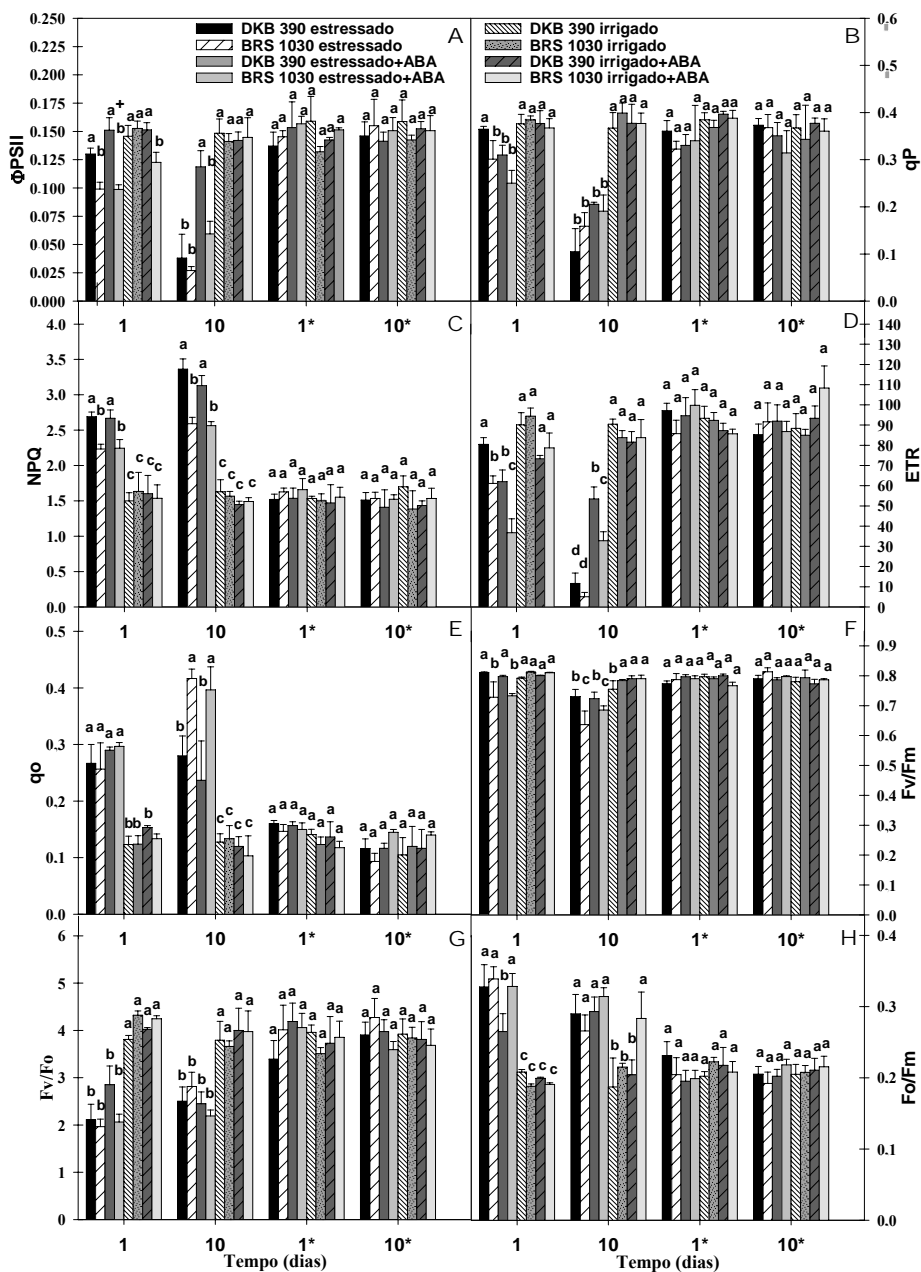 0.250
0.225
0.200
0.175
0.150
0.125
0.100
0.075
0.050
0.025
0.000
ΦPSII
A
DKB 390 estressado
BRS 1030 estressado
DKB 390 estressado+ABA
BRS 1030 estressado+ABA
a a + a a a
b b b
a a a a a
b b b
a a a a a a a a
a a a a a a a a
B
DKB 390 irrigado
BRS 1030 irrigado
DKB 390 irrigado+ABA
BRS 1030 irrigado+ABA
0.6
0.5
0.4
0.3
0.2
0.1
0.0
qP
a b b b a a a a
b b b b a a a a
a a a a a a a a
a a a a a a a a
1 10 1* 10*
1 10 1* 10*
4.0
3.5
3.0
2.5
2.0
1.5
1.0
0.5
0.0
NPQ
C
a b a b c c c c
a b a b c c c c
a a a a a a a a
a a a a a a a a
D
140
130
120
110
100
90
80
70
60
50
40
30
20
10
0
ETR
a b b c a a a a
d d b c a a a a
a a a a a a a a
a a a a a a a a
1 10 1* 10*
1 10 1* 10*
0.5
0.4
0.3
0.2
0.1
0.0
qo
E
a a a a b b b a
b a b a c c c c
a a a a a a a a
a a a a a a a a
F
0.9
0.8
0.7
0.6
0.5
0.4
0.3
0.2
0.1
0.0
Fv/Fm
a b a b a a a a
b c b c b a a a
a a a a a a a a
a a a a a a a a
1 10 1* 10*
1 10 1* 10*
6
5
4
3
2
1
0
Fv/Fo
G
b b b b a a a a
b b b b a a a a
a a a a a a a a
a a a a a a a a
H
0.4
0.3
0.2
0.1
0.0
Fo/Fm
a a b a c c c c
a a a a b b b a
a a a a a a a a
a a a a a a a a
1 10 1* 10*
Tempo (dias)
1 10 1* 10*
Tempo (dias)